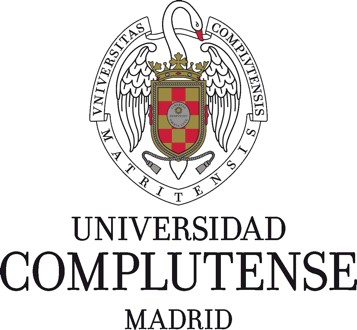 VNIVERSITAS COMPLVTENSIS
MATRITENSIS
UNIVERSIDAD
COMPLUTENSE
MADRID